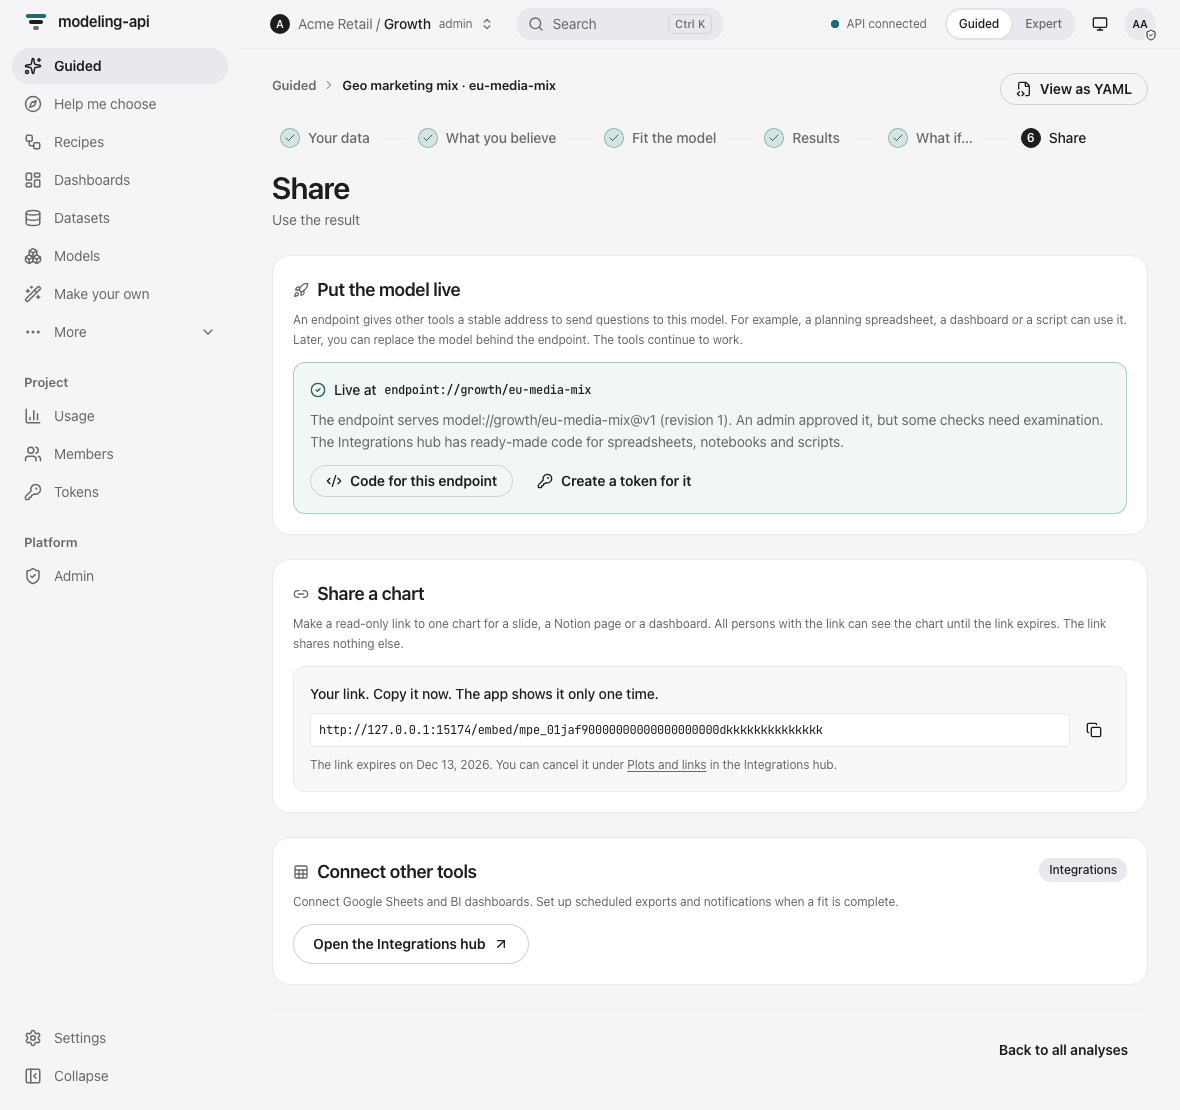 modeling-api
A Acme Retail / Growth admin
Search Ctrl K
API connected
Guided Expert
AA
Guided
Help me choose
Recipes
Dashboards
Datasets
Models
Make your own
More
Project
Usage
Members
Tokens
Platform
Admin
Settings
Collapse
Guided > Geo marketing mix · eu-media-mix
View as YAML
Your data
What you believe
Fit the model
Results
What if...
6 Share
Share
Use the result
Put the model live
An endpoint gives other tools a stable address to send questions to this model. For example, a planning spreadsheet, a dashboard or a script can use it.
Later, you can replace the model behind the endpoint. The tools continue to work.
Live at endpoint://growth/eu-media-mix
The endpoint serves model://growth/eu-media-mix@v1 (revision 1). An admin approved it, but some checks need examination.
The Integrations hub has ready-made code for spreadsheets, notebooks and scripts.
Code for this endpoint
Create a token for it
Share a chart
Make a read-only link to one chart for a slide, a Notion page or a dashboard. All persons with the link can see the chart until the link expires. The link
shares nothing else.
Your link. Copy it now. The app shows it only one time.
http://127.0.0.1:15174/embed/mpe_01jaf90000000000000000000dkkkkkkkkkkkkkk
The link expires on Dec 13, 2026. You can cancel it under Plots and links in the Integrations hub.
Connect other tools
Integrations
Connect Google Sheets and BI dashboards. Set up scheduled exports and notifications when a fit is complete.
Open the Integrations hub
Back to all analyses